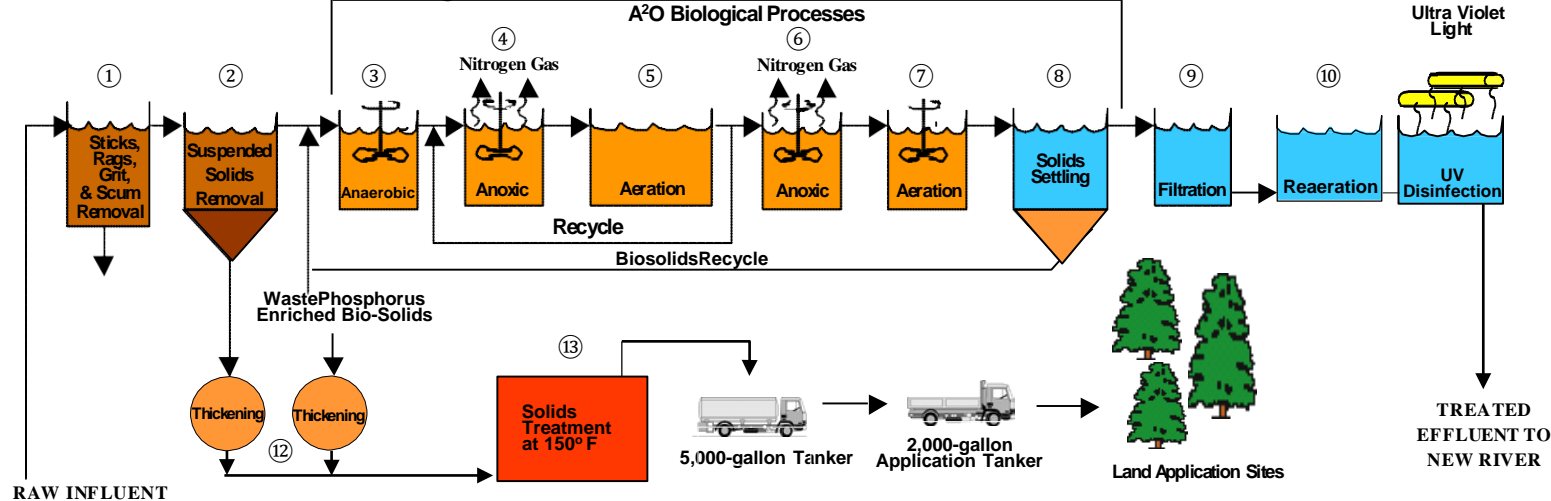 A²O Biological Processes
Ultra Violet
Light
①
②
③
④
Nitrogen Gas
⑤
⑥
Nitrogen Gas
⑦
⑧
⑨
⑩
Sticks,
Rags,
Grit,
& Scum
Removal
Suspended
Solids
Removal
Anaerobic
Anoxic
Aeration
Anoxic
Aeration
Solids
Settling
Filtration
Reaeration
UV
Disinfection
Recycle
BiosolidsRecycle
WastePhosphorus
Enriched Bio-Solids
Thickening
Thickening
⑫
⑬
Solids
Treatment
at 150º F
5,000-gallon Tanker
2,000-gallon
Application Tanker
Land Application Sites
TREATED
EFFLUENT TO
NEW RIVER
RAW INFLUENT